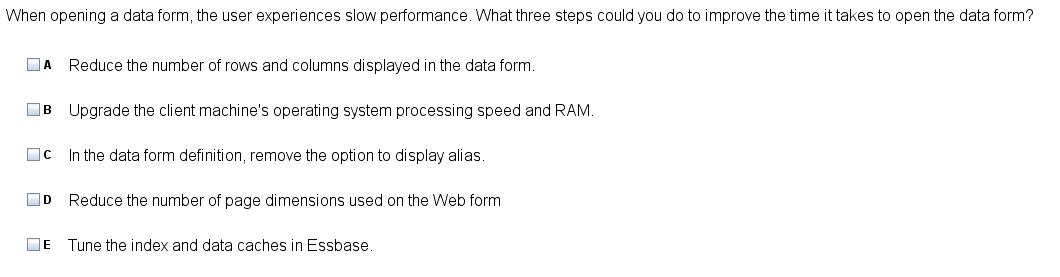 When opening a data form, the user experiences slow performance. What three steps could you do to improve the time it takes to open the data form?
A Reduce the number of rows and columns displayed in the data form.
B Upgrade the client machine's operating system processing speed and RAM.
C In the data form definition, remove the option to display alias.
D Reduce the number of page dimensions used on the Web form
E Tune the index and data caches in Essbase.